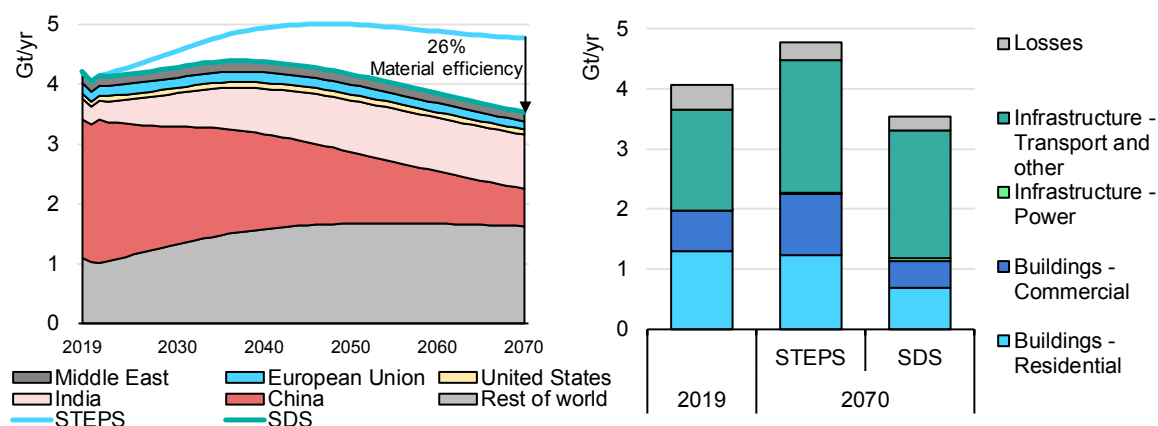 Gt/yr
5
4
3
2
1
0
26%
Material efficiency
2019
2030
2040
2050
2060
2070
Middle East
European Union
United States
India
China
Rest of world
STEPS
SDS
Gt/yr
5
4
3
2
1
0
STEPS
SDS
2019
2070
Losses
Infrastructure -
Transport and
other
Infrastructure -
Power
Buildings -
Commercial
Buildings -
Residential